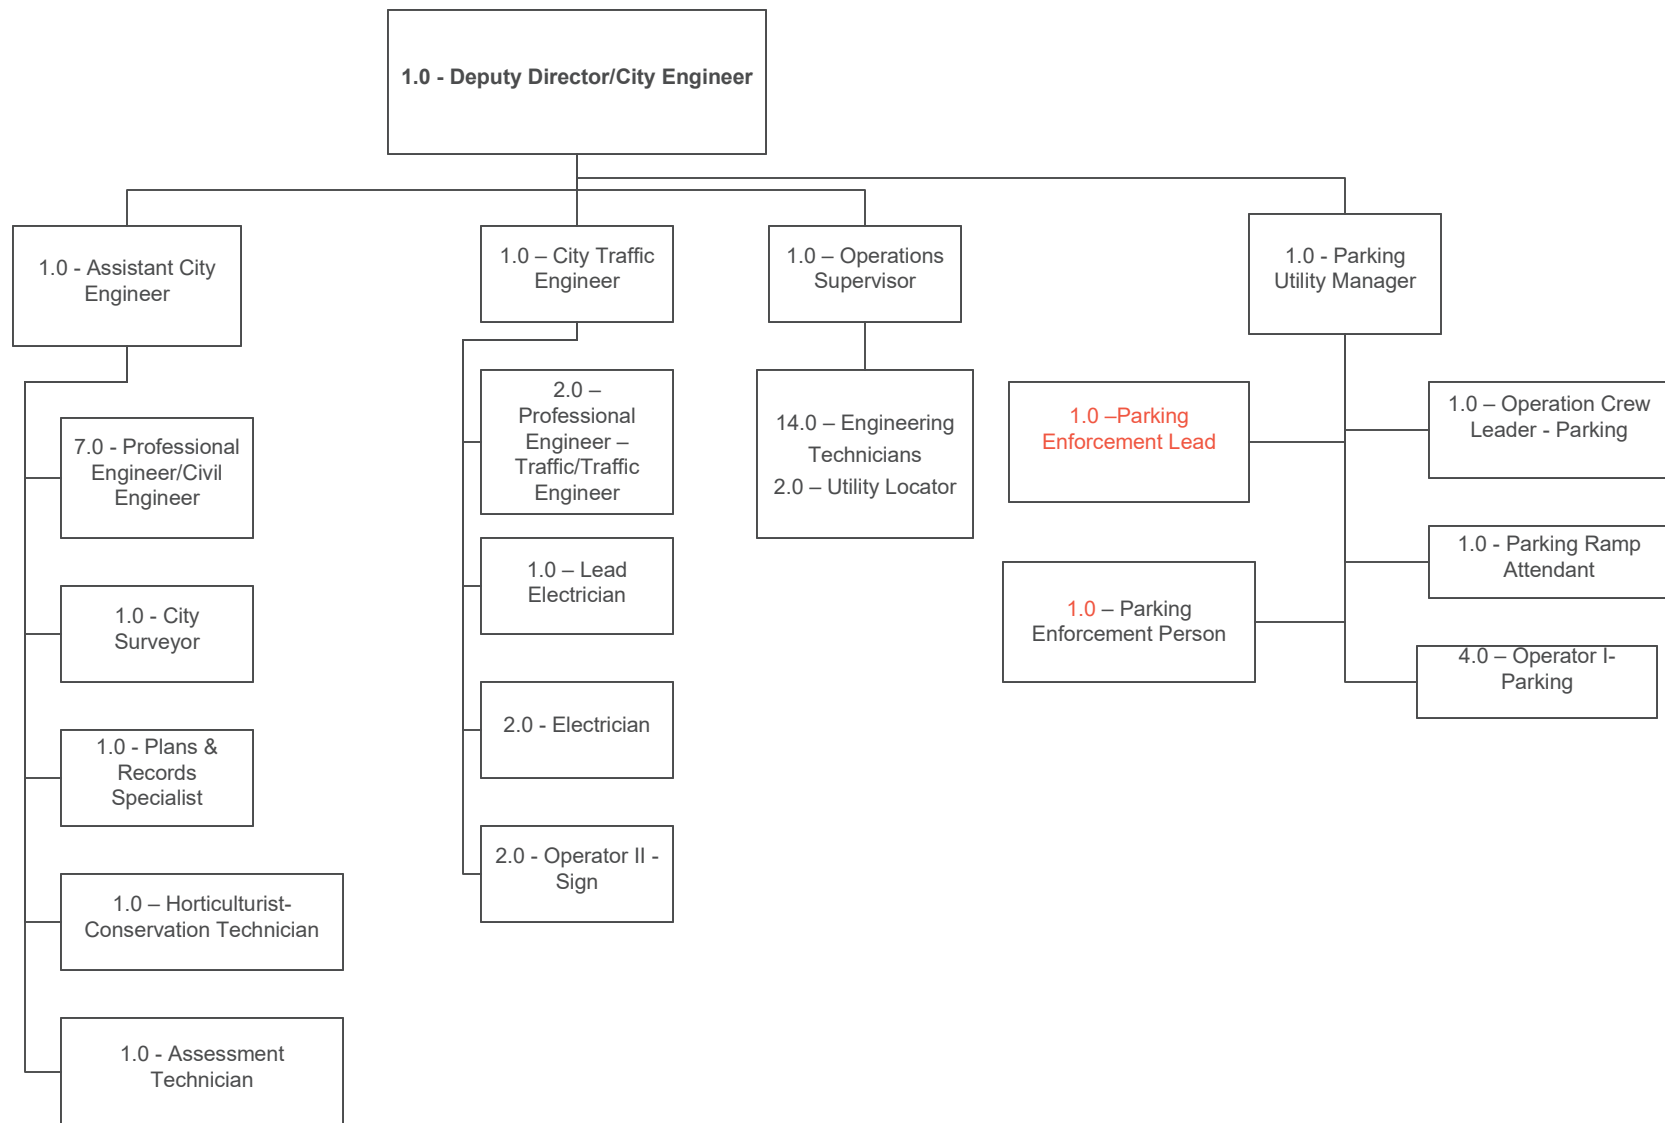 1.0 - Deputy Director/City Engineer
1.0 - Assistant City
Engineer
1.0 – City Traffic
Engineer
1.0 – Operations
Supervisor
1.0 - Parking
Utility Manager
7.0 - Professional
Engineer/Civil
Engineer
1.0 - City
Surveyor
1.0 - Plans &
Records
Specialist
1.0 – Horticulturist-
Conservation Technician
1.0 - Assessment
Technician
2.0 –
Professional
Engineer –
Traffic/Traffic
Engineer
1.0 – Lead
Electrician
2.0 - Electrician
2.0 - Operator II -
Sign
14.0 – Engineering
Technicians
2.0 – Utility Locator
1.0 –Parking
Enforcement Lead
1.0 – Parking
Enforcement Person
1.0 – Operation Crew
Leader - Parking
1.0 - Parking Ramp
Attendant
4.0 – Operator I-
Parking